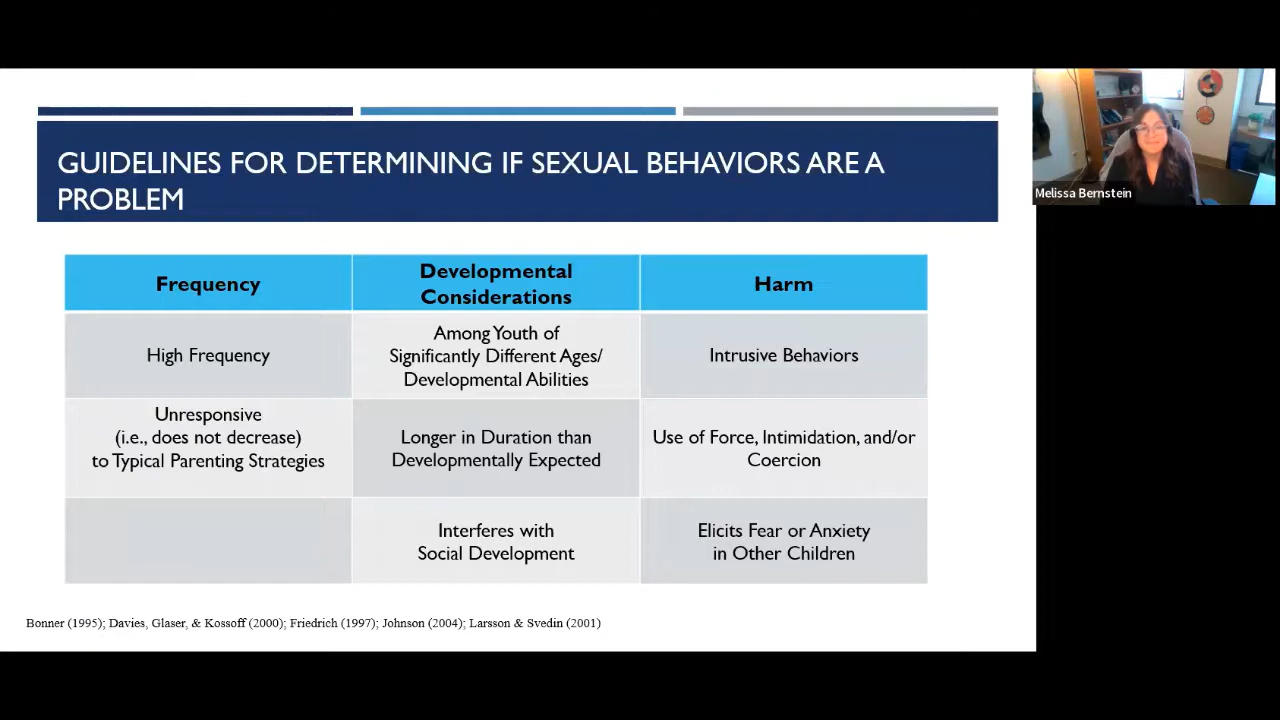 GUIDELINES FOR DETERMINING IF SEXUAL BEHAVIORS ARE A
PROBLEM
Melissa Bernstein
Frequency
Developmental
Considerations
Harm
High Frequency
Among Youth of
Significantly Different Ages/
Developmental Abilities
Intrusive Behaviors
Unresponsive
(i.e., does not decrease)
to Typical Parenting Strategies
Longer in Duration than
Developmentally Expected
Use of Force, Intimidation, and/or
Coercion
Interferes with
Social Development
Elicits Fear or Anxiety
in Other Children
Bonner (1995); Davies, Glaser, & Kossoff (2000); Friedrich (1997); Johnson (2004); Larsson & Svedin (2001)